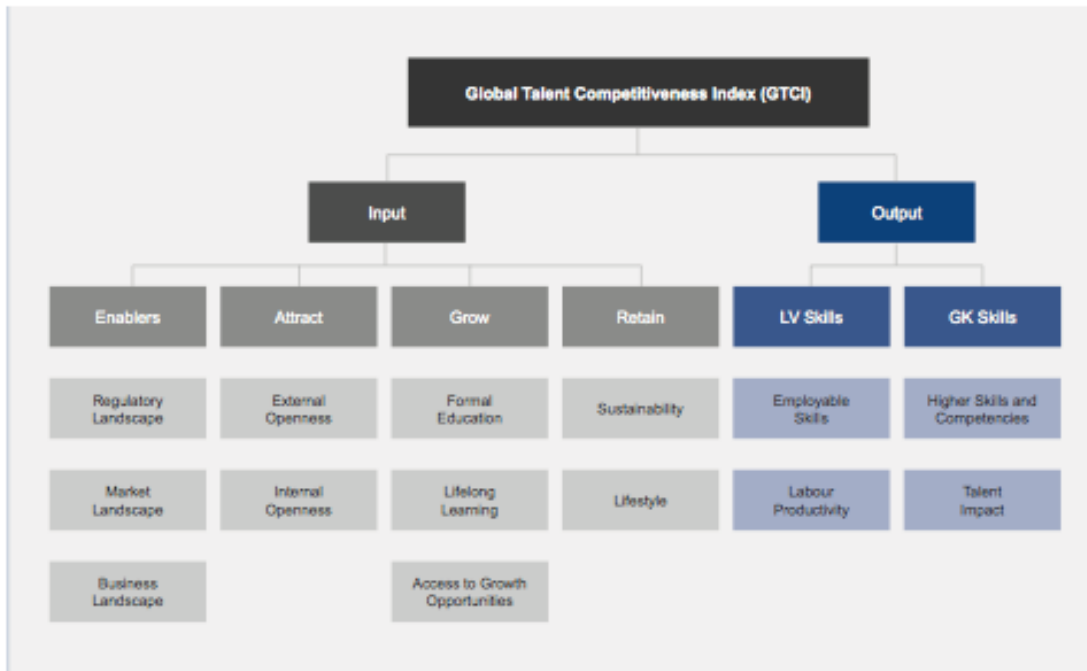 Global Talent Competitiveness Index (GTCI)
Input
Output
Enablers
Attract
Grow
Retain
LV Skills
GK Skills
Regulatory
Landscape
External
Openness
Formal
Education
Sustainability
Employable
Skills
Higher Skills and
Competencies
Market
Landscape
Internal
Openness
Lifelong
Learning
Lifestyle
Labour
Productivity
Talent
Impact
Business
Landscape
Access to Growth
Opportunities